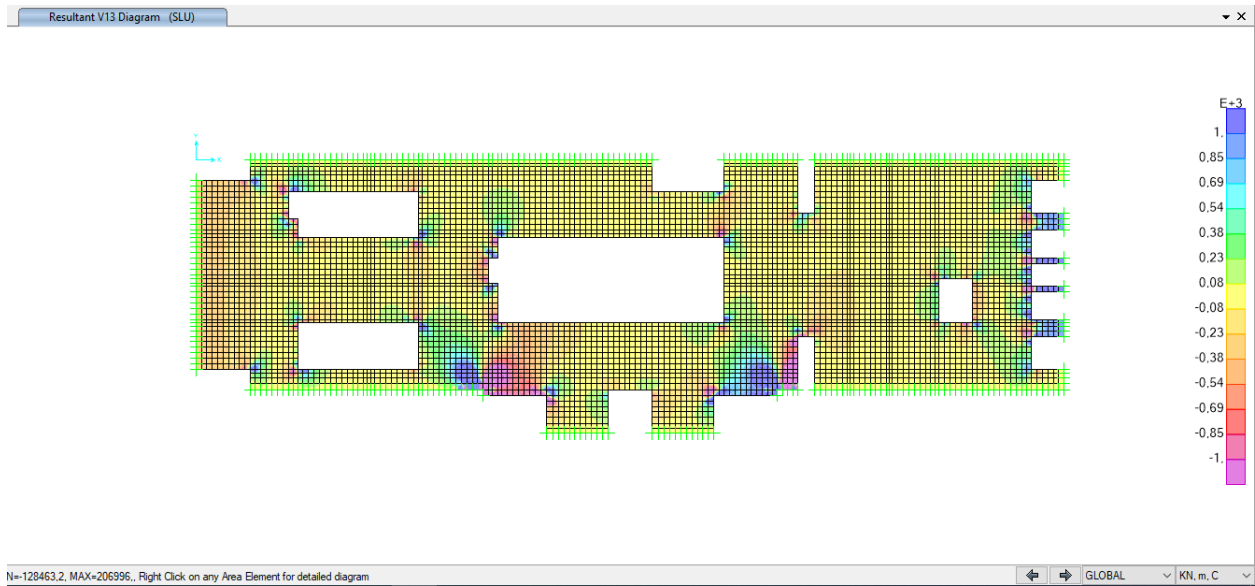 Resultant V13 Diagram (SLU)
E+3
1,
0.85
0.69
0.54
0.38
0.23
0.08
-0.08
-0.23
-0.38
-0.54
-0.69
-0.85
-1,
N=-128463,2, MAX=206996,, Right Click on any Area Element for detailed diagram
GLOBAL
KN, m, C